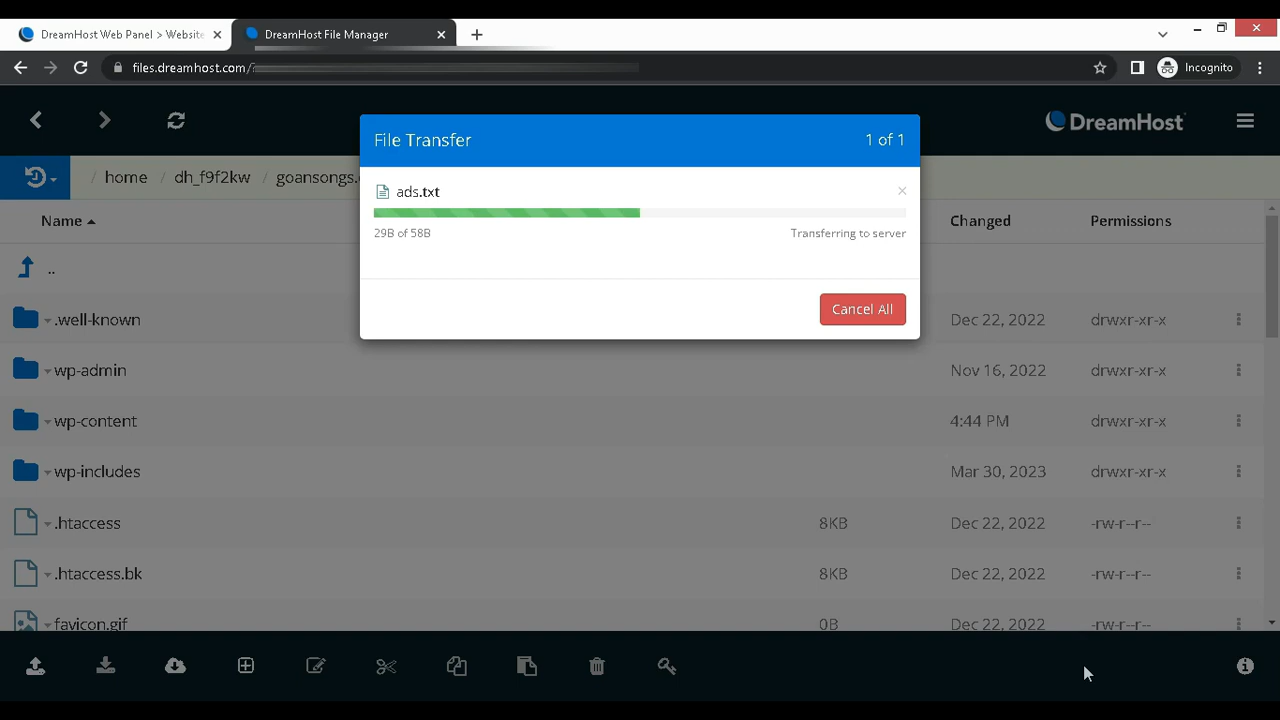 DreamHost Web Panel > Website
DreamHost File Manager
files.dreamhost.com/
Incognito
DreamHost
File Transfer
1 of 1
ads.txt
29B of 58B
Transferring to server
Cancel All
/ home / dh_f9f2kw / goansongs.
Name
Changed
Permissions
..
.well-known Dec 22, 2022 drwxr-xr-x
wp-admin Nov 16, 2022 drwxr-xr-x
wp-content 4:44 PM drwxr-xr-x
wp-includes Mar 30, 2023 drwxr-xr-x
.htaccess 8KB Dec 22, 2022 -rw-r--r--
.htaccess.bk 8KB Dec 22, 2022 -rw-r--r--
favicon.gif 0B Dec 22, 2022 -rw-r--r--